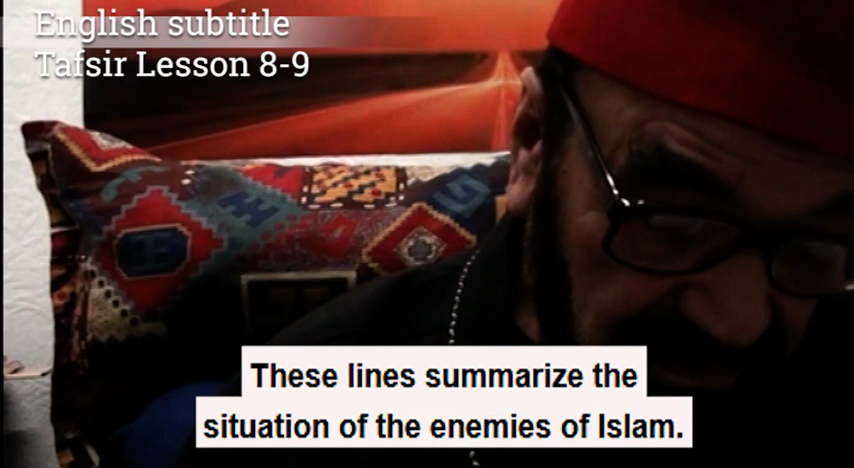 English subtitle
Tafsir Lesson 8-9
These lines summarize the
situation of the enemies of Islam.